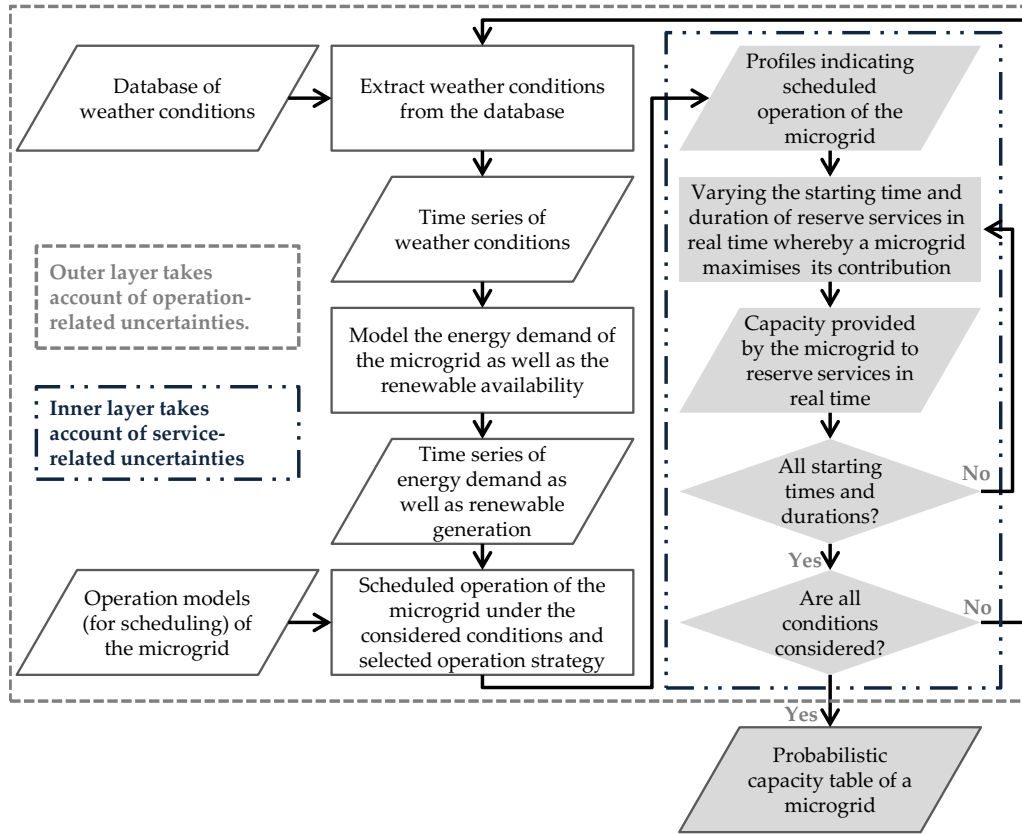 Database of
weather conditions
Extract weather conditions
from the database
Time series of
weather conditions
Outer layer takes
account of operation-
related uncertainties.
Inner layer takes
account of service-
related uncertainties
Model the energy demand of
the microgrid as well as the
renewable availability
Time series of
energy demand as
well as renewable
generation
Operation models
(for scheduling) of
the microgrid
Scheduled operation of the
microgrid under the
considered conditions and
selected operation strategy
Profiles indicating
scheduled
operation of the
microgrid
Varying the starting time and
duration of reserve services in
real time whereby a microgrid
maximises its contribution
Capacity provided
by the microgrid to
reserve services in
real time
All starting
times and
durations?
No
Yes
Are all
conditions
considered?
No
Yes
Probabilistic
capacity table of a
microgrid